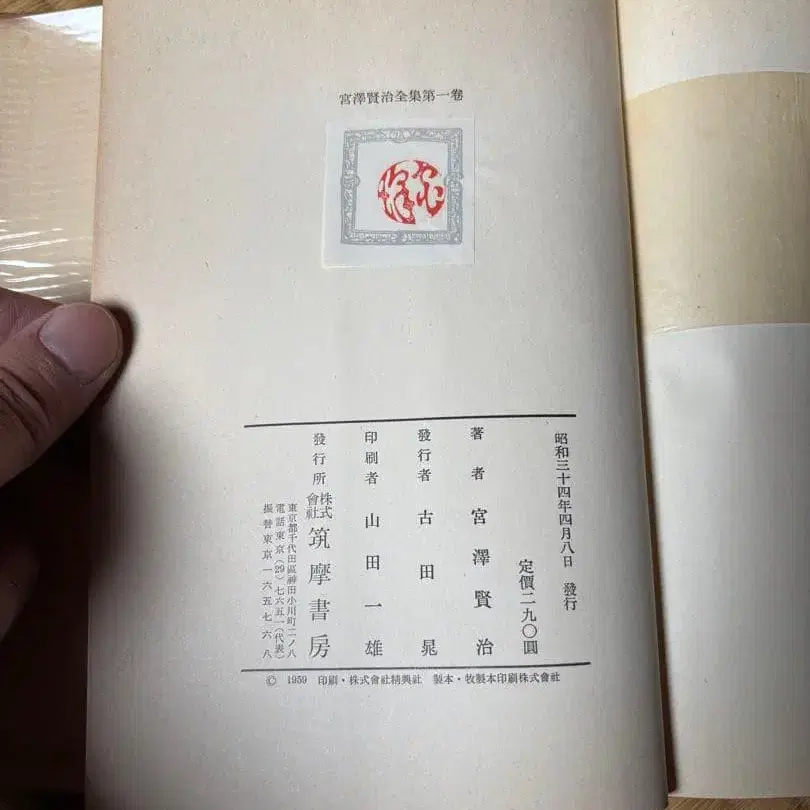 宮澤賢治全集第一卷
昭和三十四年四月八日　發行
定價二九〇圓
著者　宮澤賢治
發行者　古田　晁
印刷者　山田一雄
發行所　株式會社　筑摩書房
東京都千代田區神田小川町二ノ八
電話東京(29)七六五一(代表)
振替東京一六五七六八
© 1959 印刷・株式會社精興社　製本・牧製本印刷株式會社